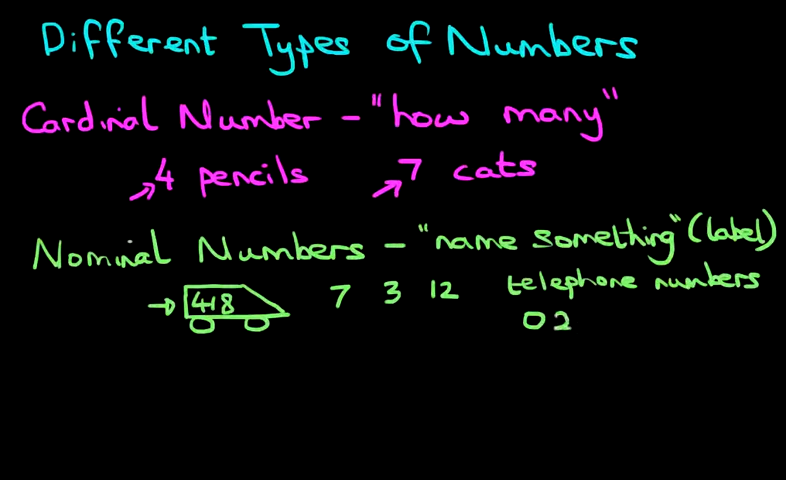 Different Types of Numbers
Cardinal Number - "how many"
4 pencils 7 cats
Nominal Numbers - "name something" (label)
418 7 3 12 telephone numbers
02